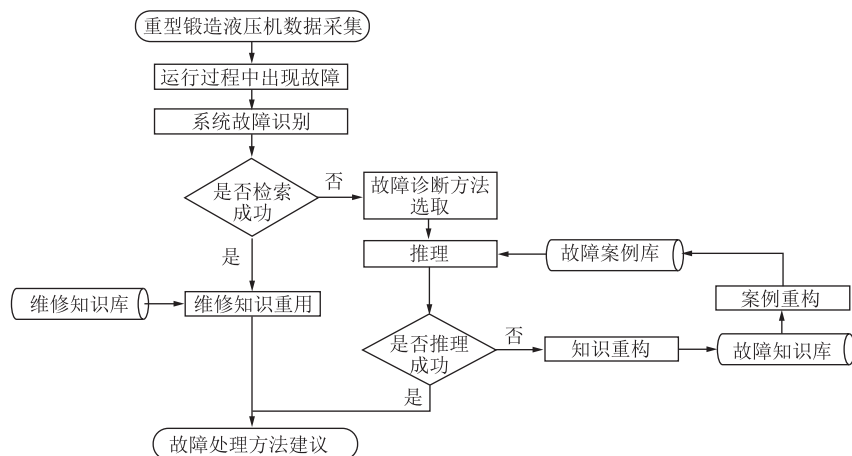 重型锻造液压机数据采集
运行过程中出现故障
系统故障识别
是否检索
成功
否
故障诊断方法
选取
是
推理
故障案例库
案例重构
维修知识库
维修知识重用
是否推理
成功
否
知识重构
故障知识库
是
故障处理方法建议